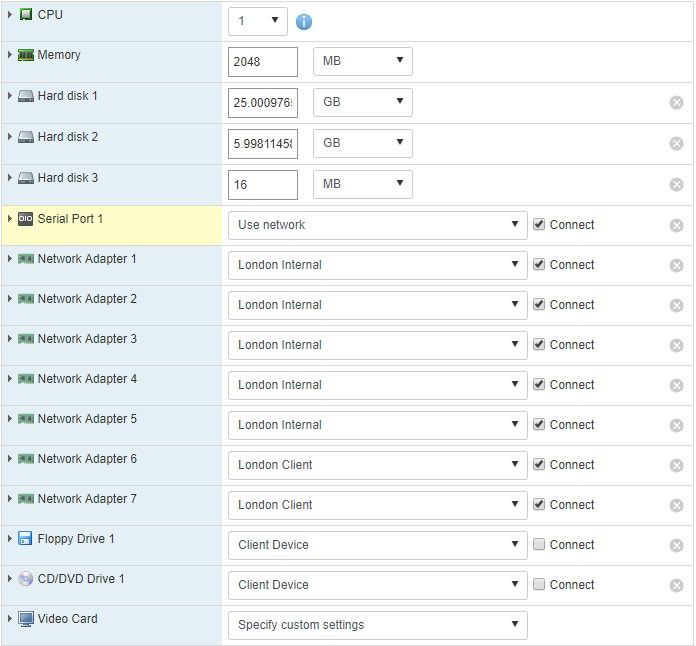 CPU 1
Memory 2048 MB
Hard disk 1 25.000976 GB
Hard disk 2 5.9981145 GB
Hard disk 3 16 MB
Serial Port 1 Use network Connect
Network Adapter 1 London Internal Connect
Network Adapter 2 London Internal Connect
Network Adapter 3 London Internal Connect
Network Adapter 4 London Internal Connect
Network Adapter 5 London Internal Connect
Network Adapter 6 London Client Connect
Network Adapter 7 London Client Connect
Floppy Drive 1 Client Device Connect
CD/DVD Drive 1 Client Device Connect
Video Card Specify custom settings